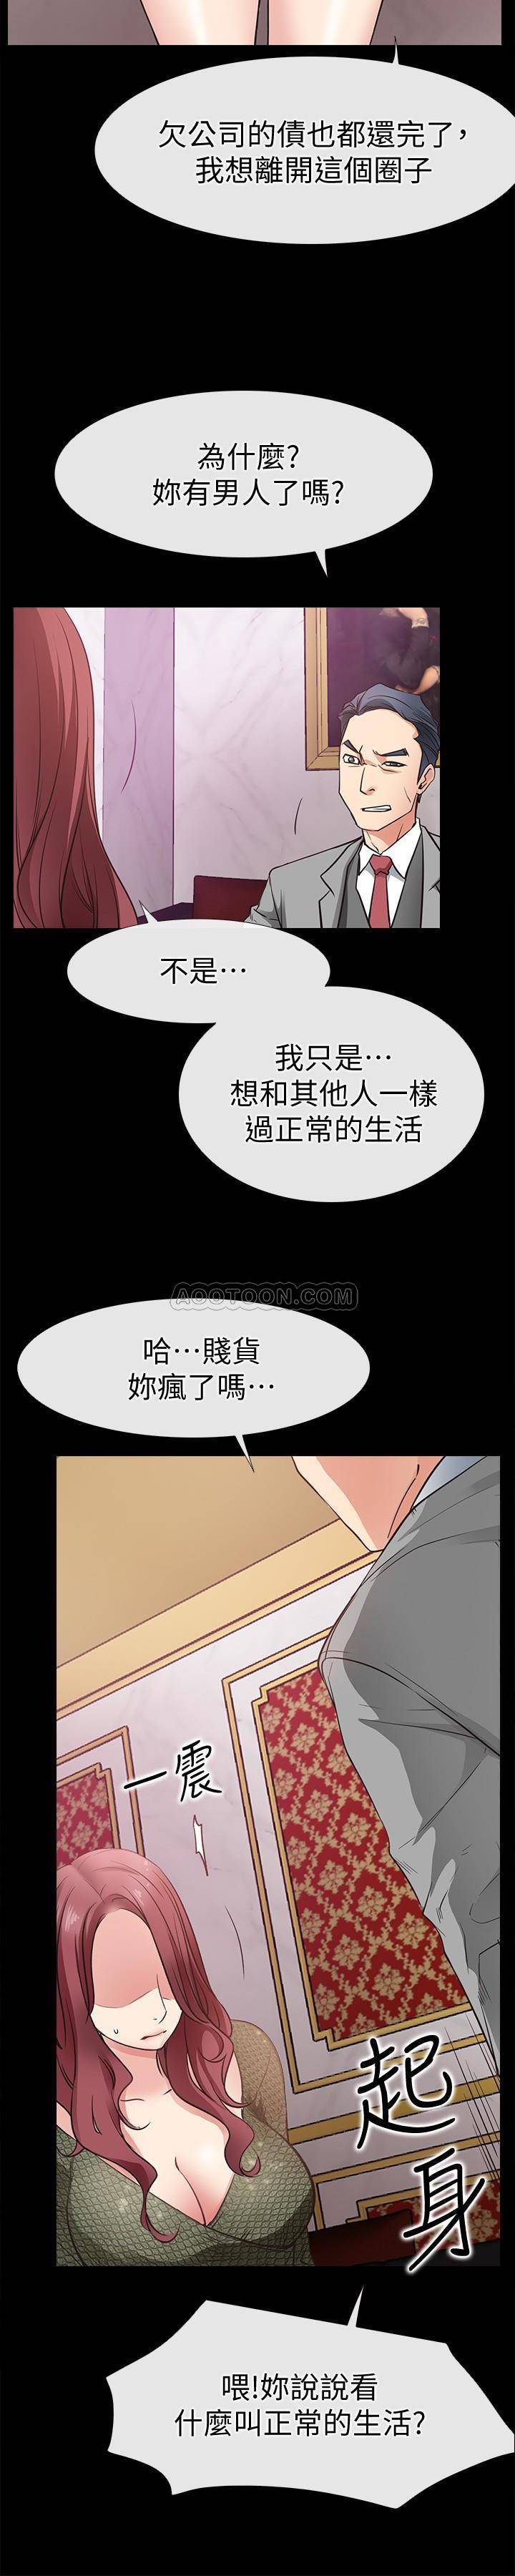 欠公司的債也都還完了,
我想離開這個圈子
為什麼?
妳有男人了嗎?
不是…
我只是…
想和其他人一樣
過正常的生活
AOOTOON.COM
哈…賤貨
妳瘋了嗎…
一震
起身
喂!妳說說看
什麼叫正常的生活?